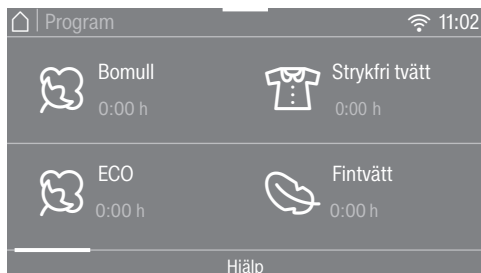 Program 11:02
Bomull
0:00 h
Strykfri tvätt
0:00 h
ECO
0:00 h
Fintvätt
0:00 h
Hjälp